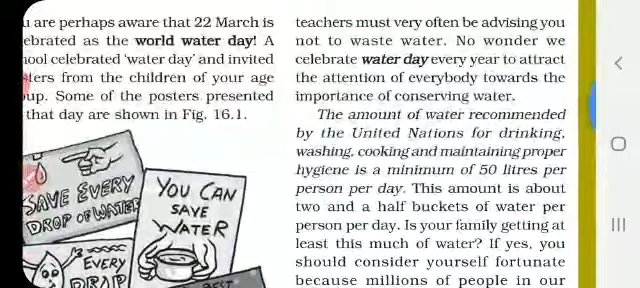 u are perhaps aware that 22 March is
ebrated as the world water day! A
ool celebrated 'water day' and invited
ters from the children of your age
up. Some of the posters presented
that day are shown in Fig. 16.1.
SAVE EVERY
DROP OF WATER
YOU CAN
SAVE
WATER
EVERY
DRAP
BEST
teachers must very often be advising you
not to waste water. No wonder we
celebrate water day every year to attract
the attention of everybody towards the
importance of conserving water.
The amount of water recommended
by the United Nations for drinking,
washing, cooking and maintaining proper
hygiene is a minimum of 50 litres per
person per day. This amount is about
two and a half buckets of water per
person per day. Is your family getting at
least this much of water? If yes, you
should consider yourself fortunate
because millions of people in our